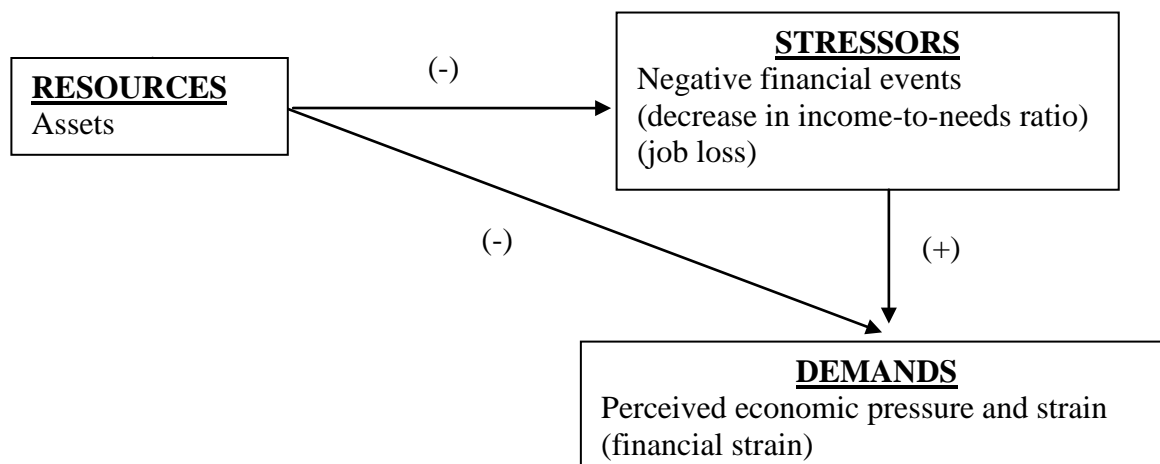 RESOURCES
Assets
(-)
STRESSORS
Negative financial events
(decrease in income-to-needs ratio)
(job loss)
(-)
(+)
DEMANDS
Perceived economic pressure and strain
(financial strain)